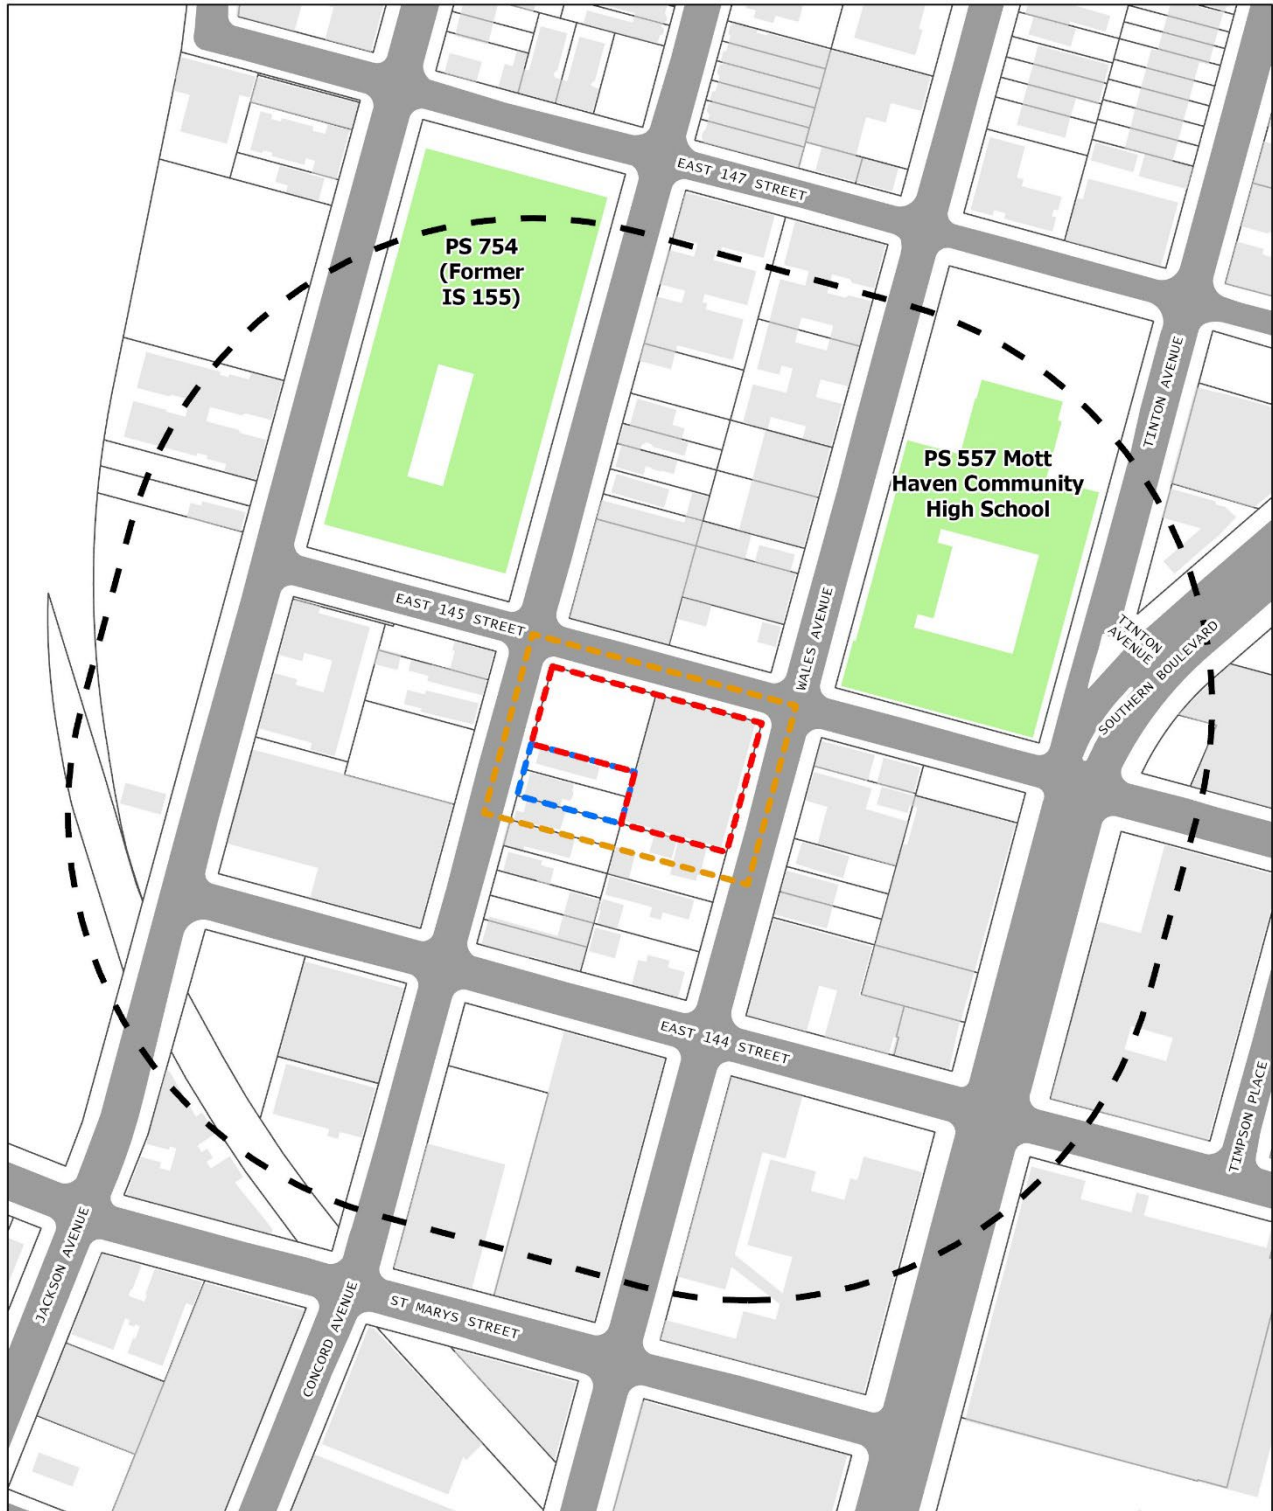 EAST 147 STREET
PS 754
(Former
IS 155)
TINTON AVENUE
PS 557 Mott
Haven Community
High School
EAST 145 STREET
WALES AVENUE
TINTON
AVENUE
SOUTHERN BOULEVARD
EAST 144 STREET
TIMPSON PLACE
JACKSON AVENUE
CONCORD AVENUE
ST MARYS STREET